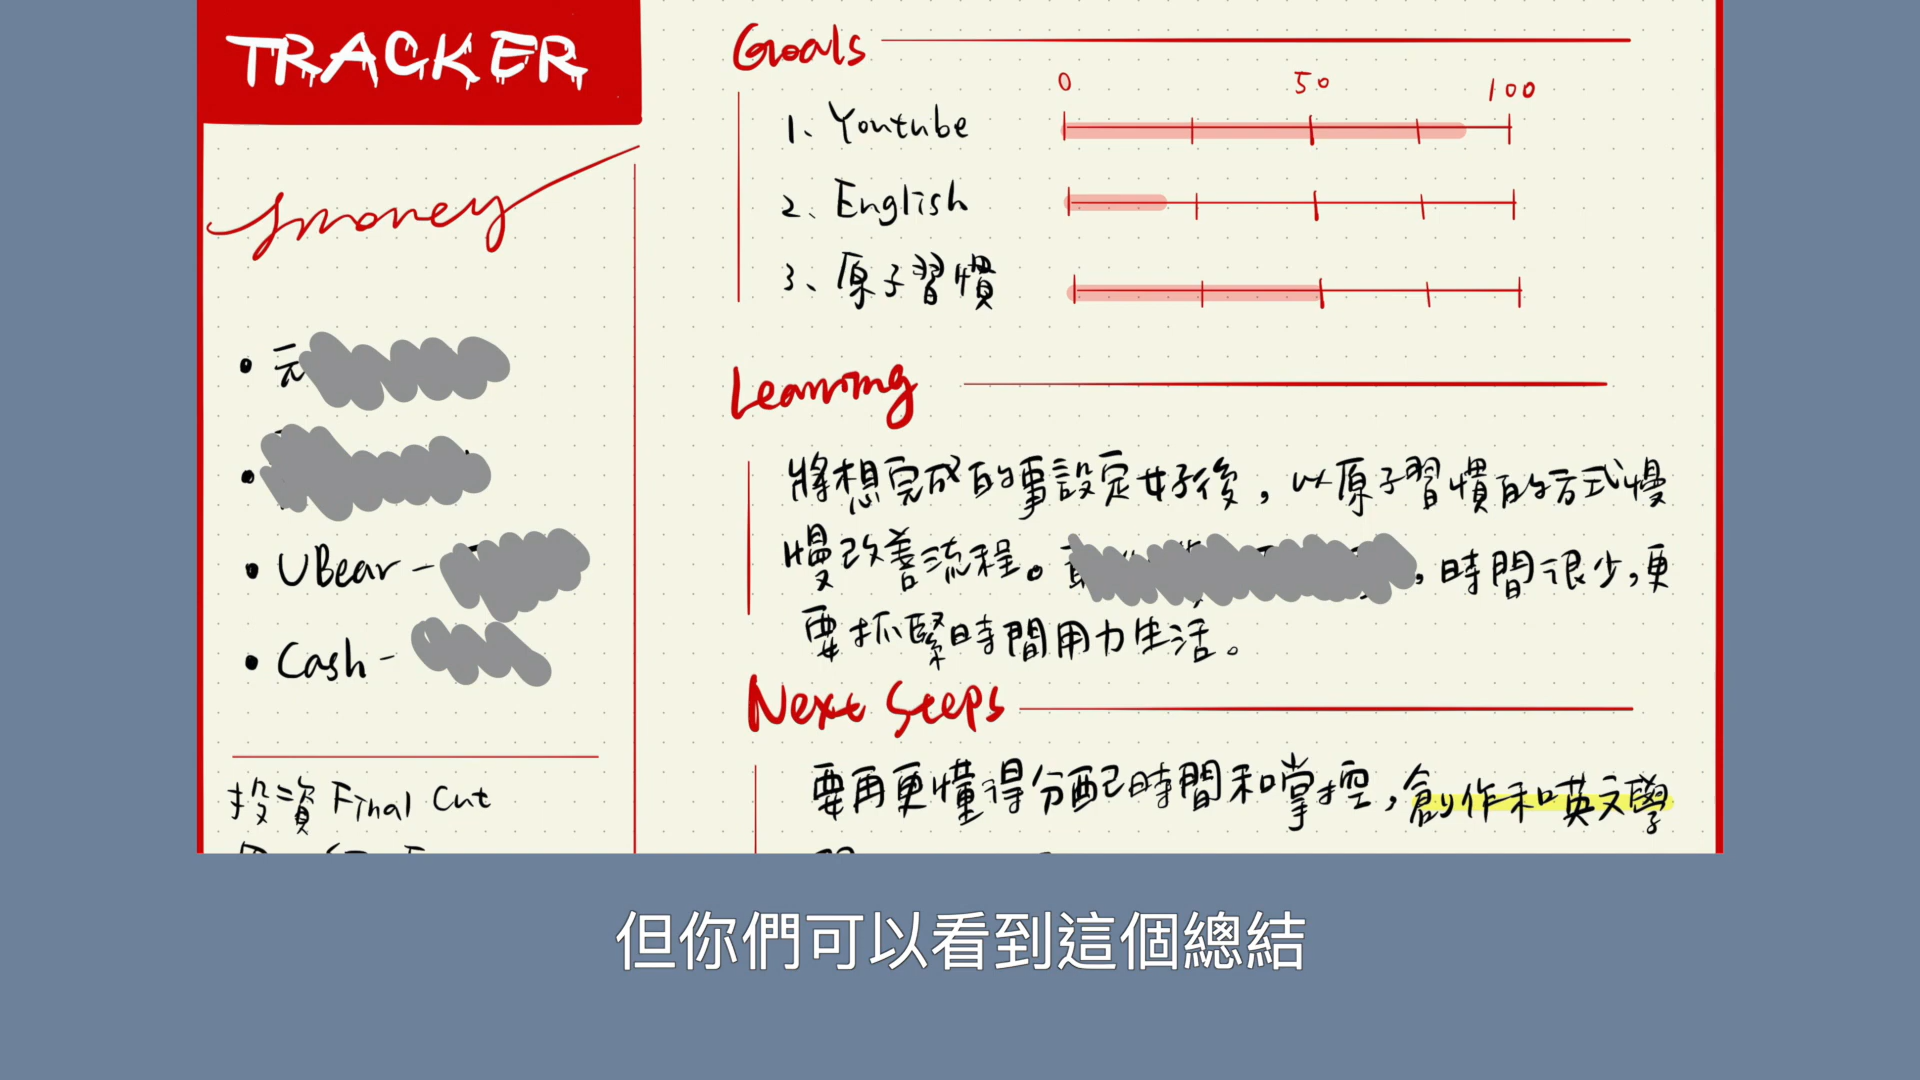 TRACKER
money
• 元
•
• UBear -
• Cash -
投資 Final Cut
Goals
0 50 100
1、Youtube
2、English
3、原子習慣
Learning
將想完成的事設定好後，以原子習慣的方式慢
慢改善流程。，時間很少，更
要抓緊時間用力生活。
Next Steps
要再更懂得分配時間和掌控，創作和英文學
但你們可以看到這個總結